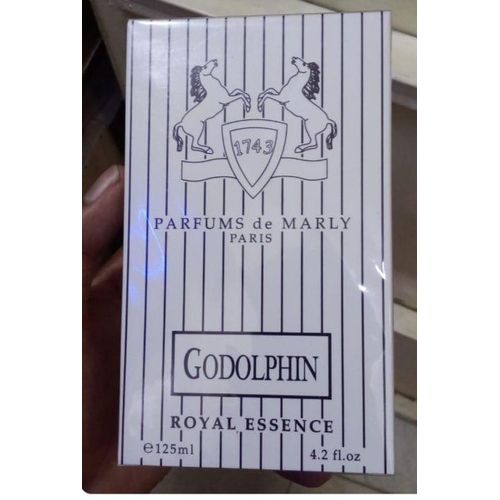 1743
PARFUMS de MARLY
PARIS
GODOLPHIN
ROYAL ESSENCE
℮125ml 4.2 fl.oz